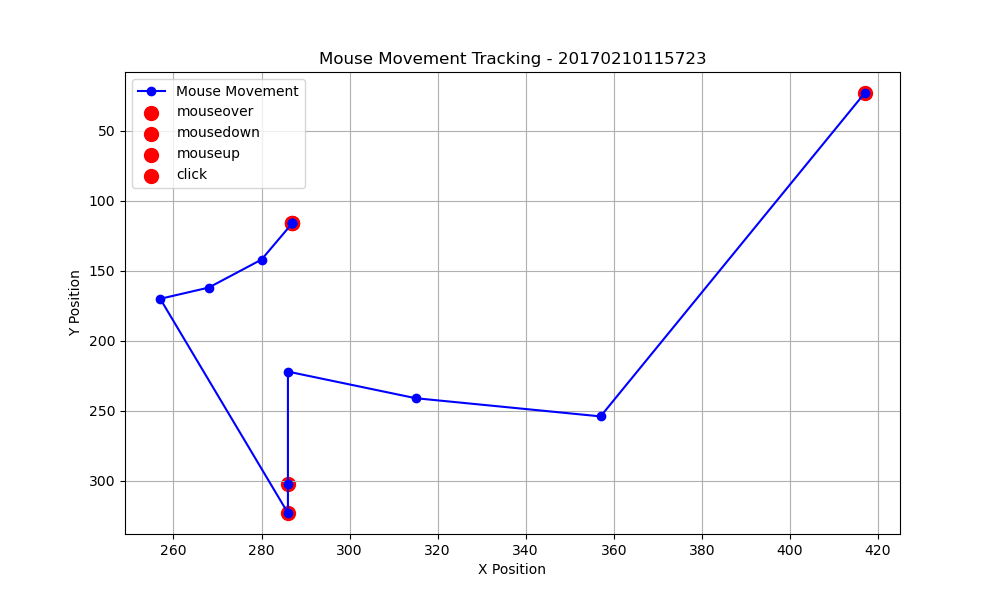 Mouse Movement Tracking - 20170210115723
Mouse Movement
mouseover
mousedown
mouseup
click
50
100
150
200
250
300
Y Position
260 280 300 320 340 360 380 400 420
X Position